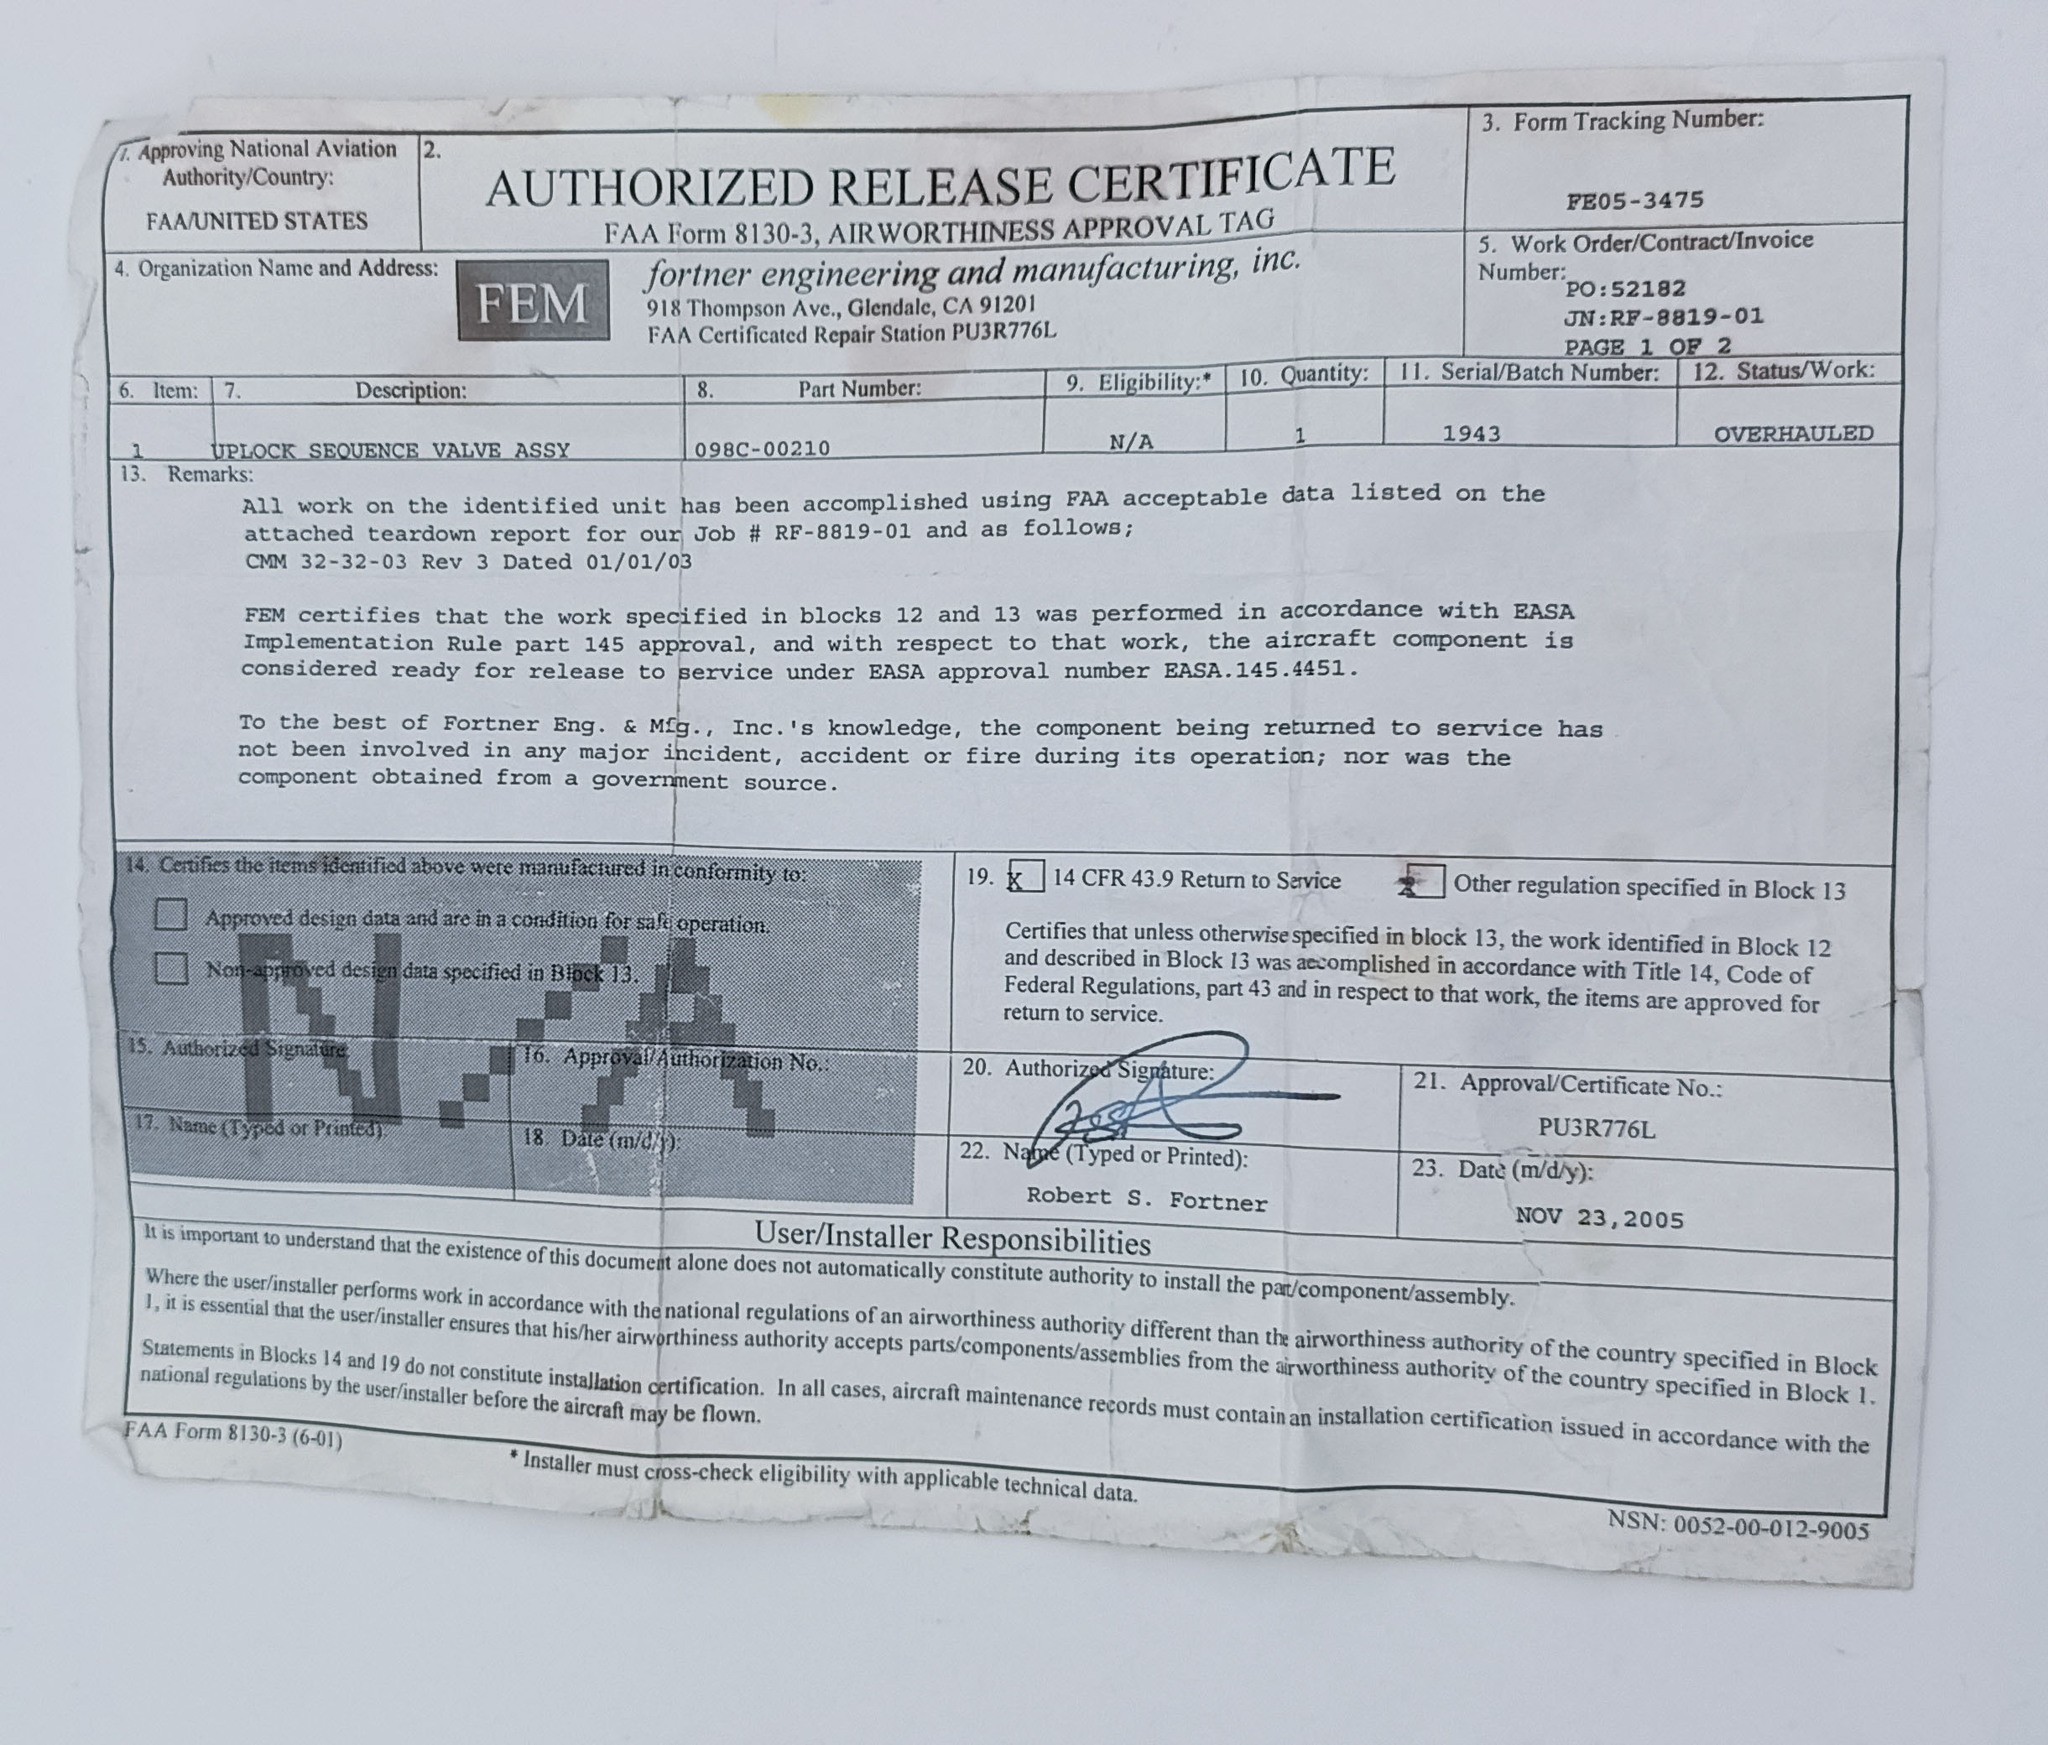 1. Approving National Aviation
Authority/Country:
FAA/UNITED STATES
2.
AUTHORIZED RELEASE CERTIFICATE
FAA Form 8130-3, AIRWORTHINESS APPROVAL TAG
3. Form Tracking Number:
FE05-3475
4. Organization Name and Address:
FEM
fortner engineering and manufacturing, inc.
918 Thompson Ave., Glendale, CA 91201
FAA Certificated Repair Station PU3R776L
5. Work Order/Contract/Invoice
Number:
PO:52182
JN:RF-8819-01
PAGE 1 OF 2
6. Item: 7. Description: 8. Part Number: 9. Eligibility:* 10. Quantity: 11. Serial/Batch Number: 12. Status/Work:
1 UPLOCK SEQUENCE VALVE ASSY 098C-00210 N/A 1 1943 OVERHAULED
13. Remarks:
All work on the identified unit has been accomplished using FAA acceptable data listed on the
attached teardown report for our Job # RF-8819-01 and as follows;
CMM 32-32-03 Rev 3 Dated 01/01/03
FEM certifies that the work specified in blocks 12 and 13 was performed in accordance with EASA
Implementation Rule part 145 approval, and with respect to that work, the aircraft component is
considered ready for release to service under EASA approval number EASA.145.4451.
To the best of Fortner Eng. & Mfg., Inc.'s knowledge, the component being returned to service has
not been involved in any major incident, accident or fire during its operation; nor was the
component obtained from a government source.
14. Certifies the items identified above were manufactured in conformity to:
Approved design data and are in a condition for safe operation.
Non-approved design data specified in Block 13.
N/A
15. Authorized Signature:
16. Approval/Authorization No.:
17. Name (Typed or Printed):
18. Date (m/d/y):
19. X 14 CFR 43.9 Return to Service Other regulation specified in Block 13
Certifies that unless otherwise specified in block 13, the work identified in Block 12
and described in Block 13 was accomplished in accordance with Title 14, Code of
Federal Regulations, part 43 and in respect to that work, the items are approved for
return to service.
20. Authorized Signature:
21. Approval/Certificate No.:
PU3R776L
22. Name (Typed or Printed):
Robert S. Fortner
23. Date (m/d/y):
NOV 23,2005
User/Installer Responsibilities
It is important to understand that the existence of this document alone does not automatically constitute authority to install the part/component/assembly.
Where the user/installer performs work in accordance with the national regulations of an airworthiness authority different than the airworthiness authority of the country specified in Block
1, it is essential that the user/installer ensures that his/her airworthiness authority accepts parts/components/assemblies from the airworthiness authority of the country specified in Block 1.
Statements in Blocks 14 and 19 do not constitute installation certification. In all cases, aircraft maintenance records must contain an installation certification issued in accordance with the
national regulations by the user/installer before the aircraft may be flown.
FAA Form 8130-3 (6-01)
* Installer must cross-check eligibility with applicable technical data.
NSN: 0052-00-012-9005